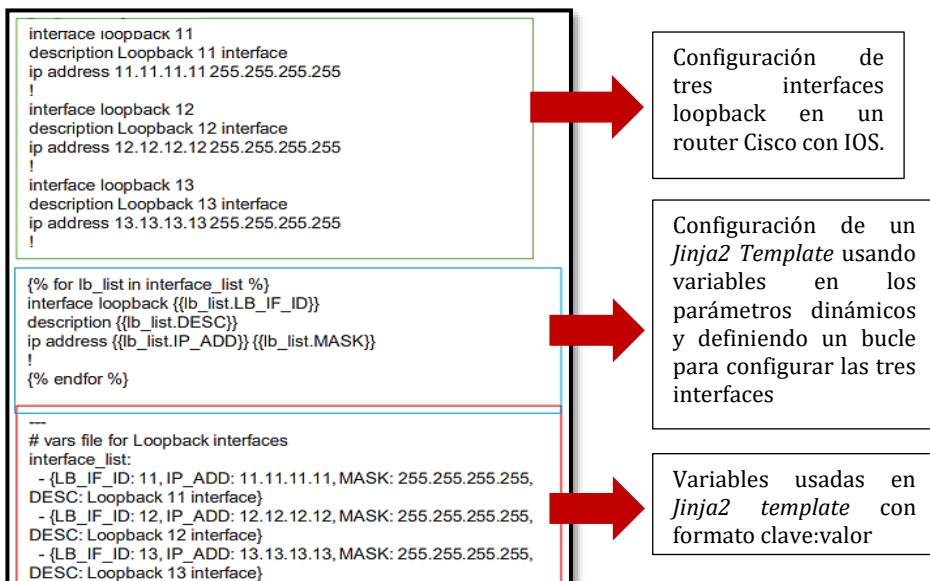 interface loopback 11
description Loopback 11 interface
ip address 11.11.11.11 255.255.255.255
!
interface loopback 12
description Loopback 12 interface
ip address 12.12.12.12 255.255.255.255
!
interface loopback 13
description Loopback 13 interface
ip address 13.13.13.13 255.255.255.255
!
Configuración de
tres interfaces
loopback en un
router Cisco con IOS.
{% for lb_list in interface_list %}
interface loopback {{lb_list.LB_IF_ID}}
description {{lb_list.DESC}}
ip address {{lb_list.IP_ADD}} {{lb_list.MASK}}
!
{% endfor %}
Configuración de un
Jinja2 Template usando
variables en los
parámetros dinámicos
y definiendo un bucle
para configurar las tres
interfaces
---
# vars file for Loopback interfaces
interface_list:
- {LB_IF_ID: 11, IP_ADD: 11.11.11.11, MASK: 255.255.255.255,
DESC: Loopback 11 interface}
- {LB_IF_ID: 12, IP_ADD: 12.12.12.12, MASK: 255.255.255.255,
DESC: Loopback 12 interface}
- {LB_IF_ID: 13, IP_ADD: 13.13.13.13, MASK: 255.255.255.255,
DESC: Loopback 13 interface}
Variables usadas en
Jinja2 template con
formato clave:valor